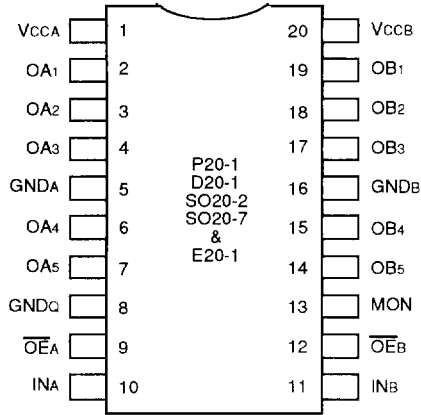 VCCA 1 20 VCCB
OA1 2 19 OB1
OA2 3 18 OB2
OA3 4 17 OB3
GNDA 5 16 GNDB
OA4 6 15 OB4
OA5 7 14 OB5
GNDQ 8 13 MON
O̅E̅A 9 12 O̅E̅B
INA 10 11 INB
P20-1
D20-1
SO20-2
SO20-7
&
E20-1